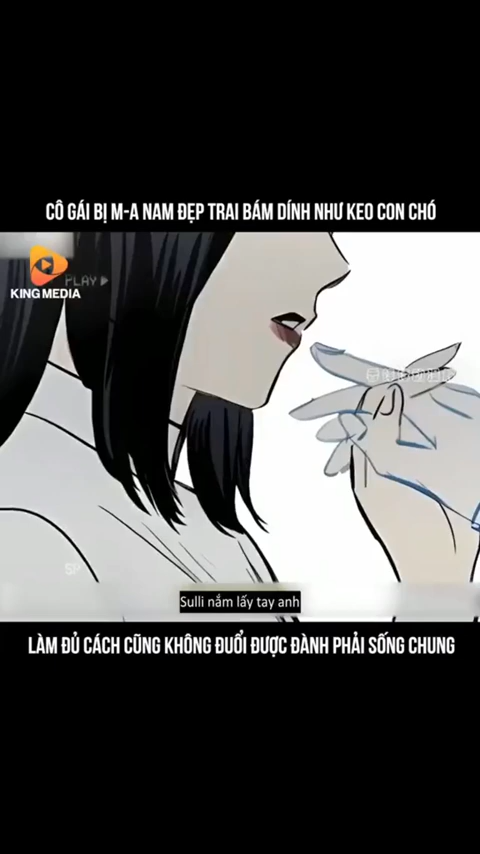 CÔ GÁI BỊ M-A NAM ĐẸP TRAI BÁM DÍNH NHƯ KEO CON CHÓ
PLAY
KING MEDIA
SP
Sulli nắm lấy tay anh
LÀM ĐỦ CÁCH CŨNG KHÔNG ĐUỔI ĐƯỢC ĐÀNH PHẢI SỐNG CHUNG